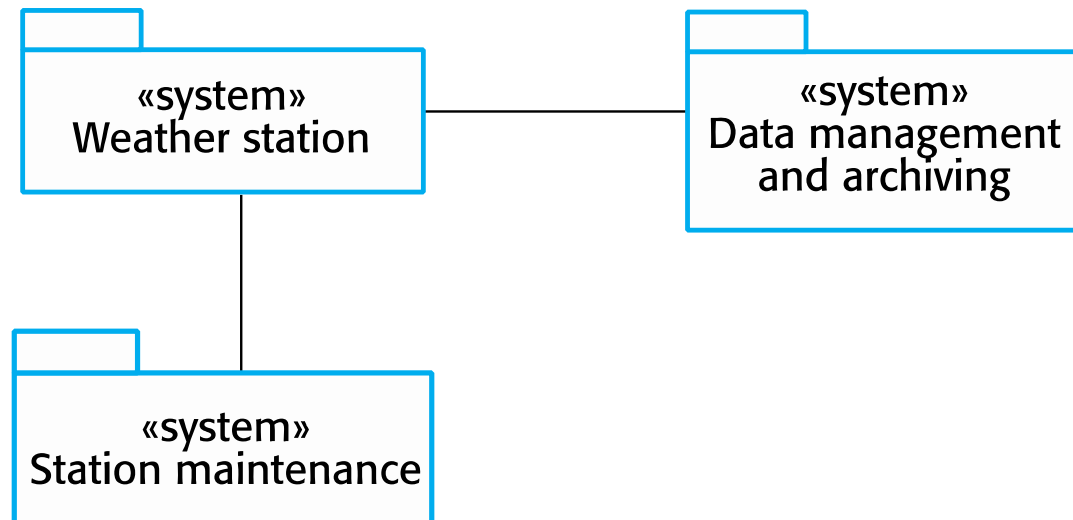 «system»
Weather station
«system»
Data management
and archiving
«system»
Station maintenance